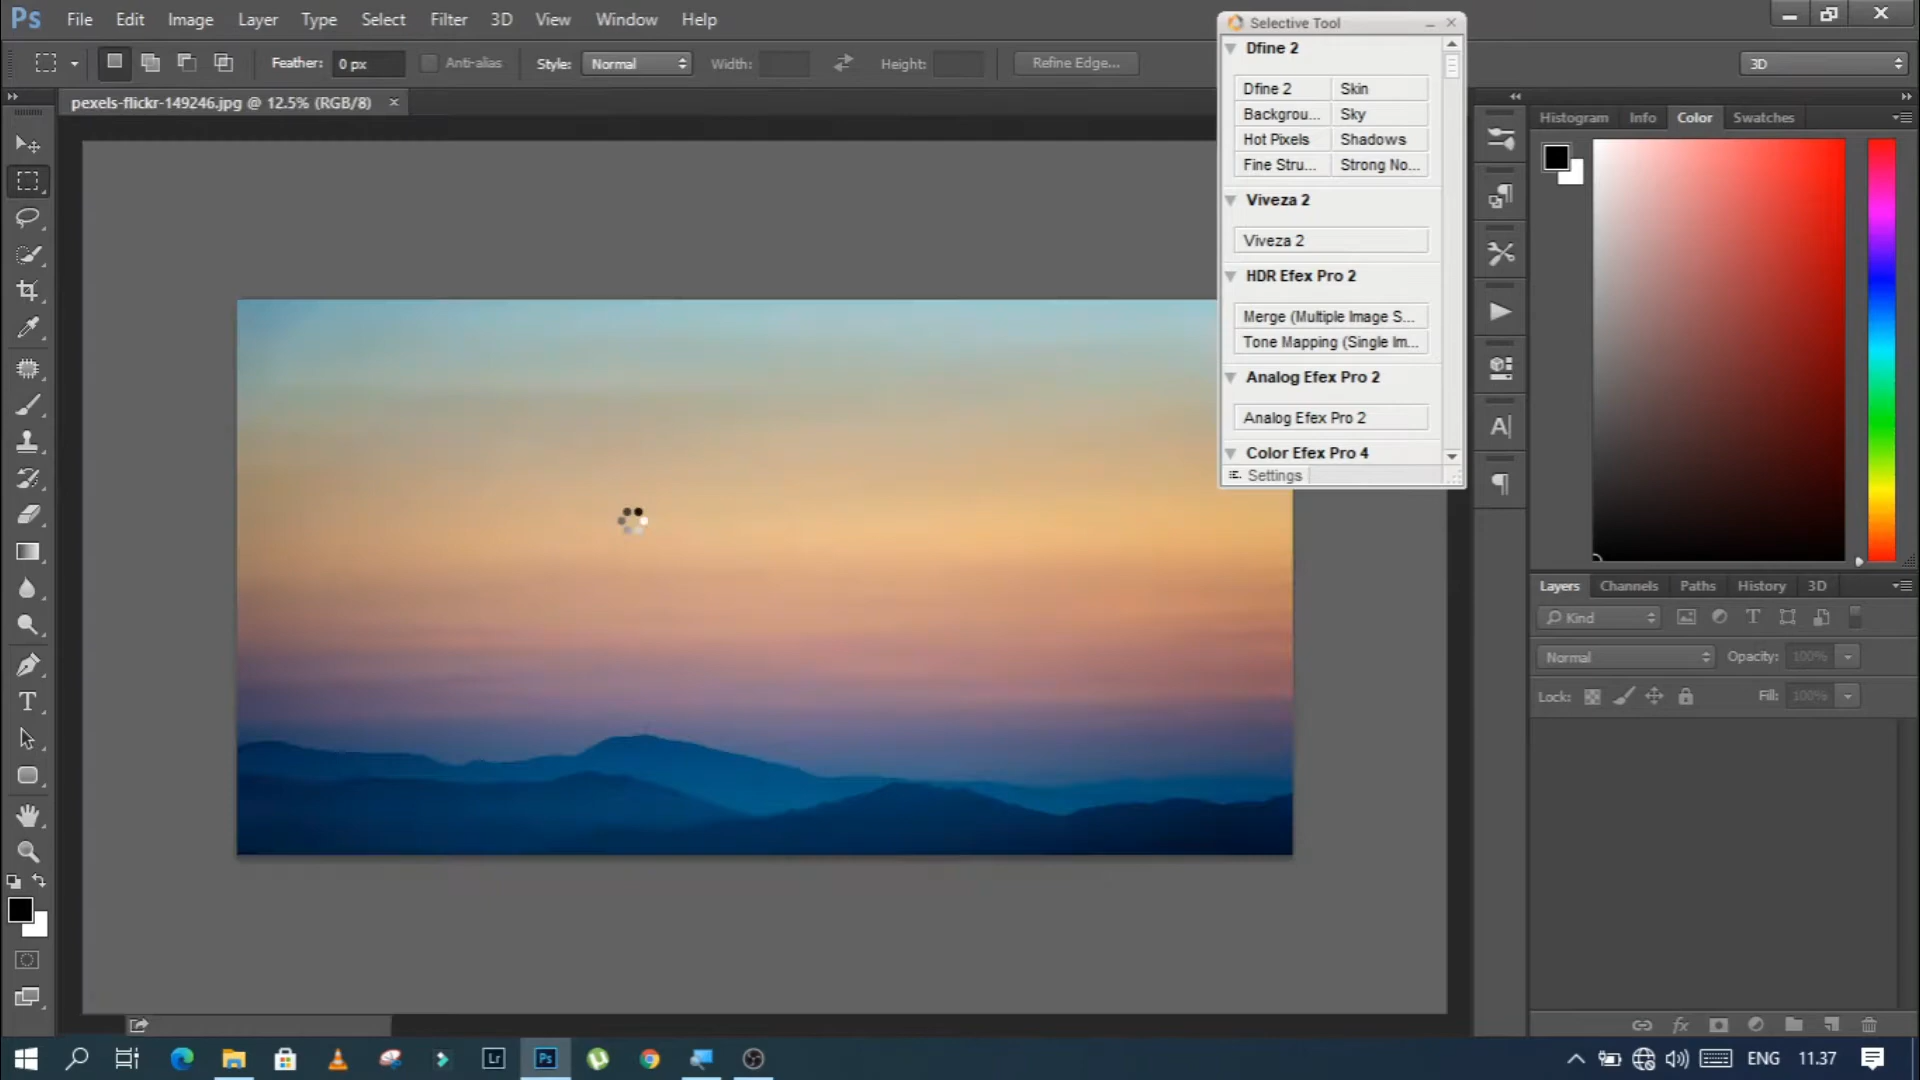 Ps File Edit Image Layer Type Select Filter 3D View Window Help
Feather: 0 px Anti-alias Style: Normal Width: Height: Refine Edge... 3D
pexels-flickr-149246.jpg @ 12.5% (RGB/8) ×
Selective Tool
Dfine 2
Dfine 2 Skin
Backgrou... Sky
Hot Pixels Shadows
Fine Stru... Strong No...
Viveza 2
Viveza 2
HDR Efex Pro 2
Merge (Multiple Image S...
Tone Mapping (Single Im...
Analog Efex Pro 2
Analog Efex Pro 2
Color Efex Pro 4
Settings
Histogram Info Color Swatches
Layers Channels Paths History 3D
Kind
Normal Opacity: 100%
Lock: Fill: 100%
Lr Ps ENG 11.37